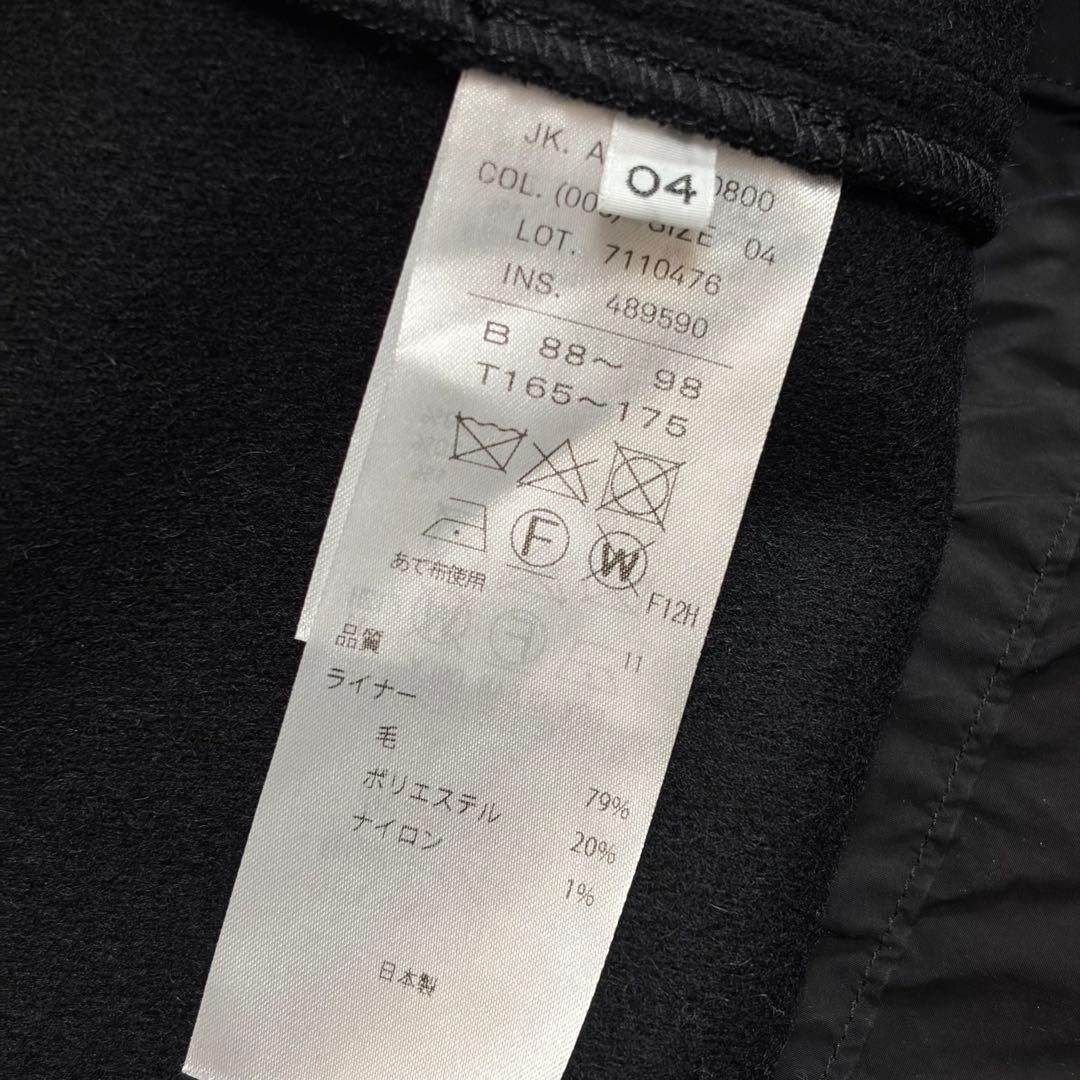 JK. A 0800
04
COL. (00 ) SIZE 04
LOT. 7110476
INS. 489590
B 88～ 98
T165～175
F W
あて布使用
F12H
11
品質
ライナー
毛 79%
ポリエステル 20%
ナイロン 1%
日本製